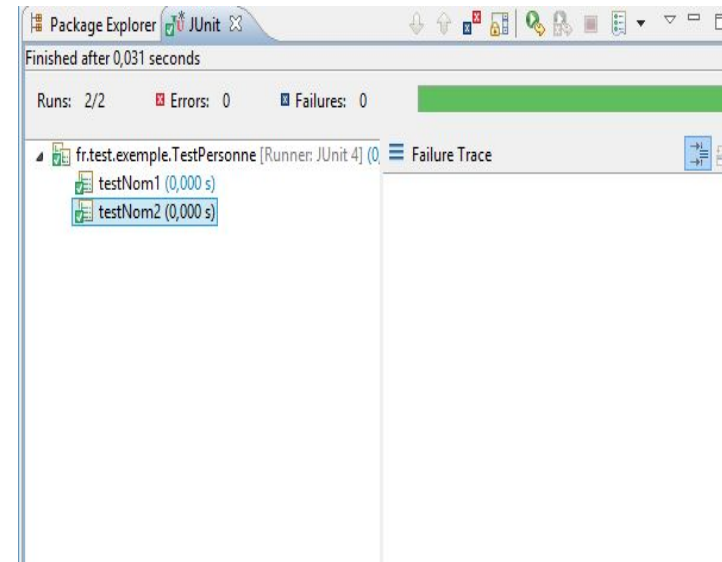 Package Explorer JUnit
Finished after 0,031 seconds
Runs: 2/2 Errors: 0 Failures: 0
fr.test.exemple.TestPersonne [Runner: JUnit 4] (0,
testNom1 (0,000 s)
testNom2 (0,000 s)
Failure Trace